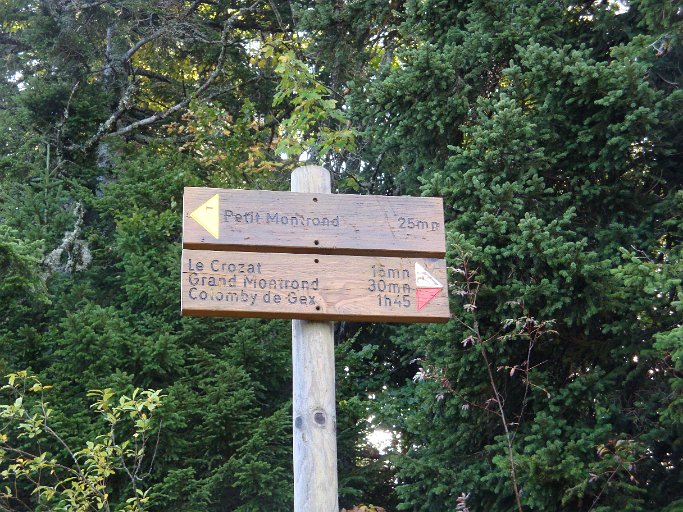 Petit Montrond 25mn
Le Crozat 15mn
Grand Montrond 30mn
Colomby de Gex 1h45